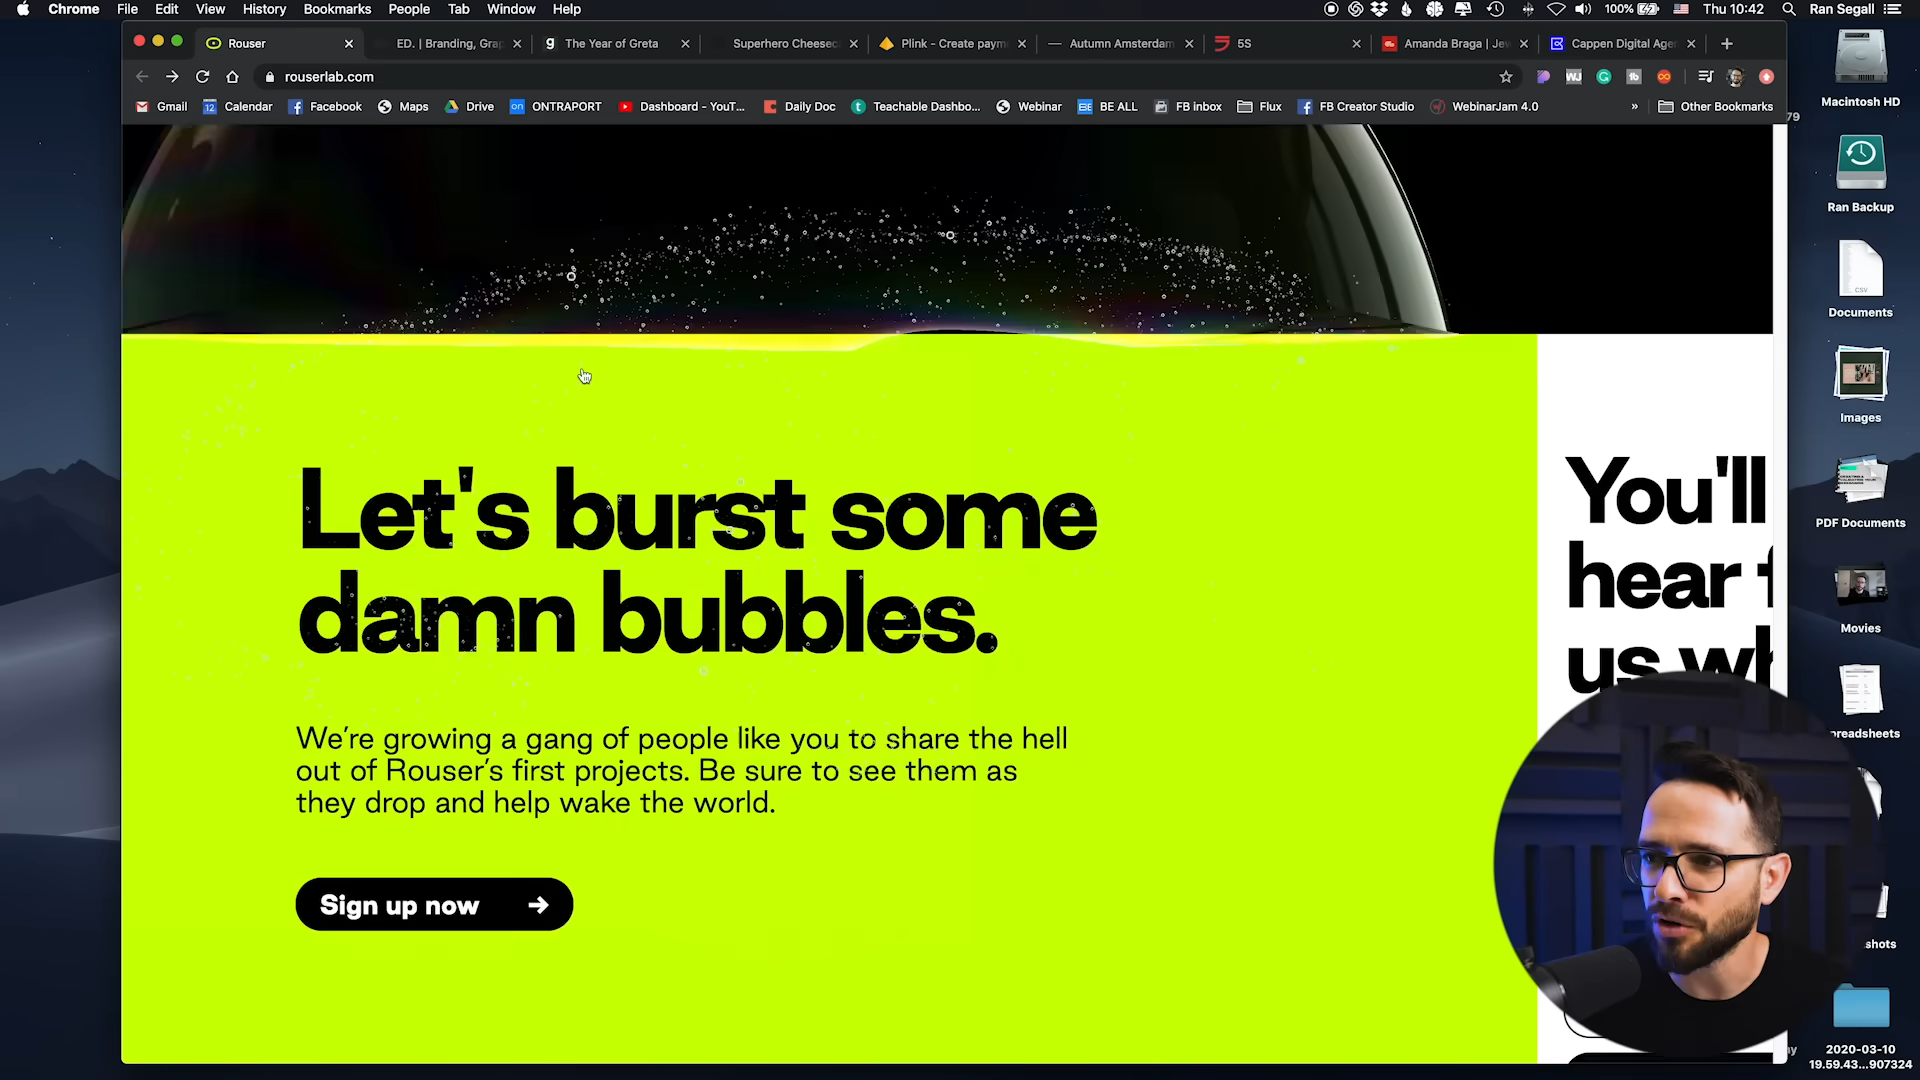 Chrome File Edit View History Bookmarks People Tab Window Help
100% Thu 10:42 Ran Segall
Rouser
ED. | Branding, Grap
The Year of Greta
Superhero Cheesec
Plink - Create paym
Autumn Amsterdam
5S
Amanda Braga | Jew
Cappen Digital Age
rouserlab.com
Gmail Calendar Facebook Maps Drive ONTRAPORT Dashboard - YouT... Daily Doc Teachable Dashbo... Webinar BE ALL FB inbox Flux FB Creator Studio WebinarJam 4.0 » Other Bookmarks
Let's burst some
damn bubbles.
We're growing a gang of people like you to share the hell
out of Rouser's first projects. Be sure to see them as
they drop and help wake the world.
Sign up now
You'll
hear f
us wh
Macintosh HD
79
Ran Backup
CSV
Documents
Images
PDF Documents
Movies
preadsheets
shots
2020-03-10
19.59.43...907324